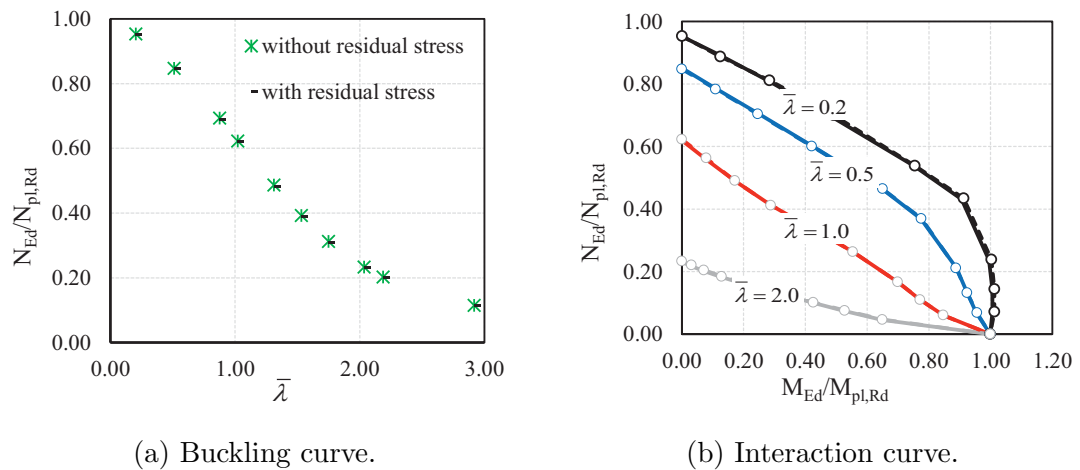 1.00
0.80
0.60
0.40
0.20
0.00
N_Ed/N_pl,Rd
without residual stress
with residual stress
0.00 1.00 2.00 3.00
λ̅
(a) Buckling curve.
1.00
0.80
0.60
0.40
0.20
0.00
N_Ed/N_pl,Rd
λ̅ = 0.2
λ̅ = 0.5
λ̅ = 1.0
λ̅ = 2.0
0.00 0.20 0.40 0.60 0.80 1.00 1.20
M_Ed/M_pl,Rd
(b) Interaction curve.